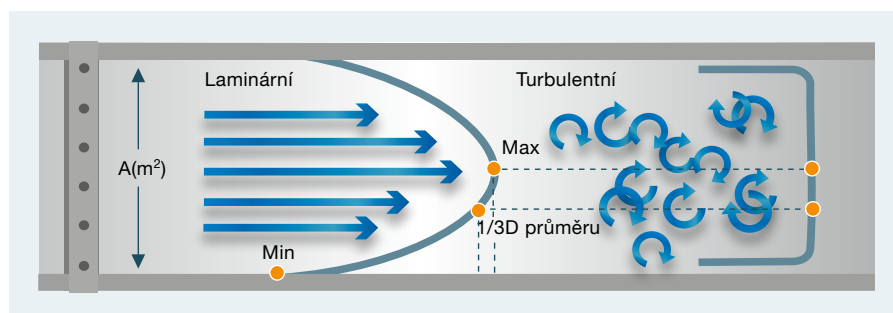 Laminární
Turbulentní
Max
A(m²)
1/3D průměru
Min